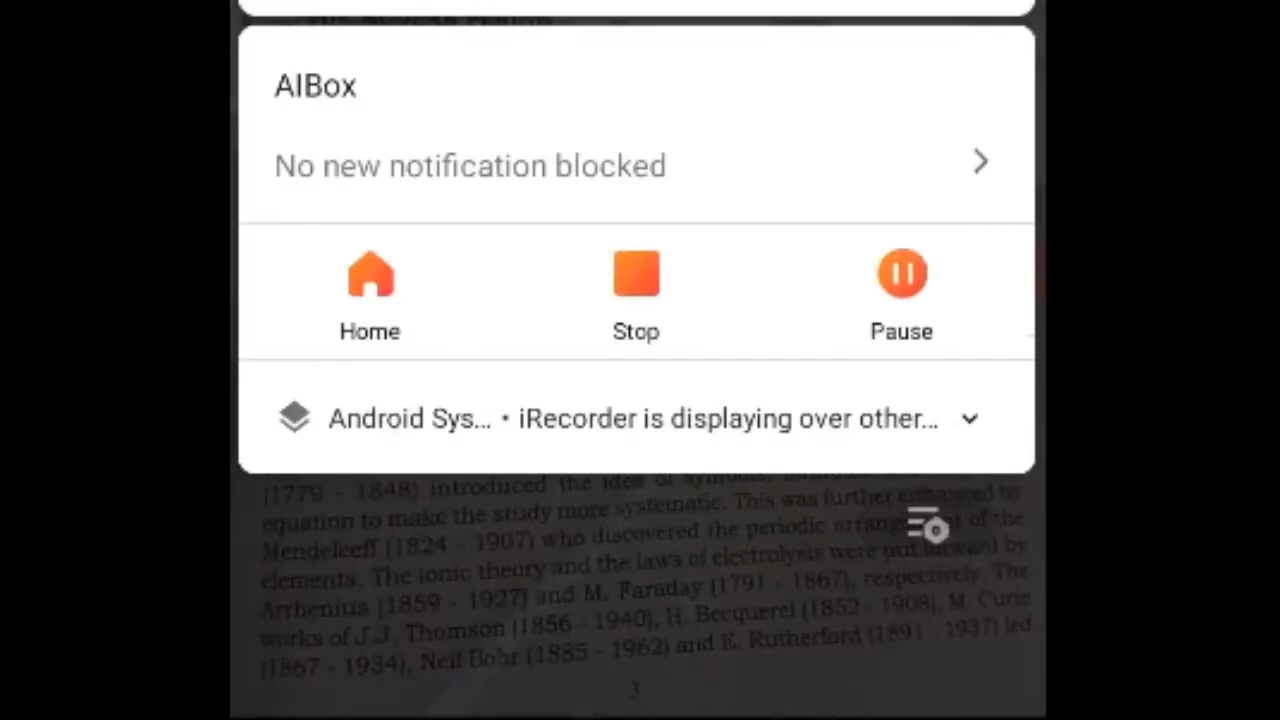 AIBox
No new notification blocked
Home
Stop
Pause
Android Sys... • iRecorder is displaying over other...
(1779 - 1848) introduced the idea of symbols,
equation to make the study more systematic. This was further enhanced by
Mendeleeff (1824 - 1907) who discovered the periodic arrangement of the
elements. The ionic theory and the laws of electrolysis were put forward by
Arrhenius (1859 - 1927) and M. Faraday (1791 - 1867), respectively. The
works of J.J. Thomson (1856 - 1940), H. Becquerel (1852 - 1908), M. Curie
(1867 - 1934), Neil Bohr (1885 - 1962) and E. Rutherford (1891 - 1937) led
3